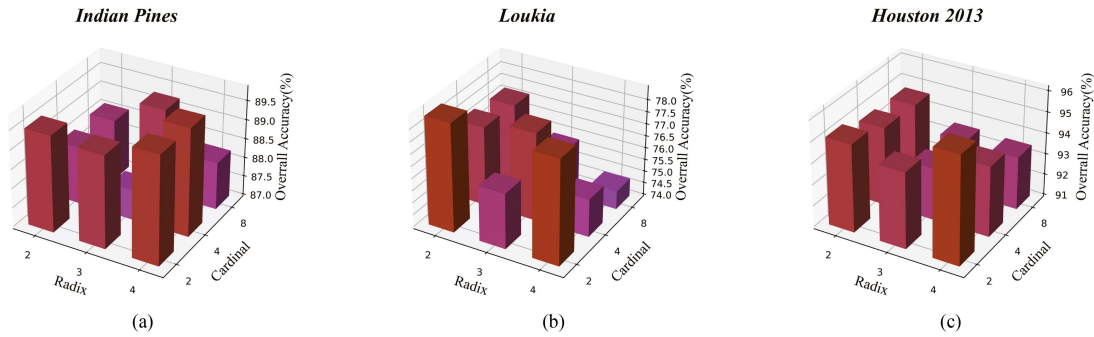 Indian Pines
Loukia
Houston 2013
89.5
89.0
88.5
88.0
87.5
87.0
Overrall Accuracy(%)
2
3
4
Radix
2
4
8
Cardinal
(a)
78.0
77.5
77.0
76.5
76.0
75.5
75.0
74.5
74.0
Overrall Accuracy(%)
2
3
4
Radix
2
4
8
Cardinal
(b)
96
95
94
93
92
91
Overrall Accuracy(%)
2
3
4
Radix
2
4
8
Cardinal
(c)